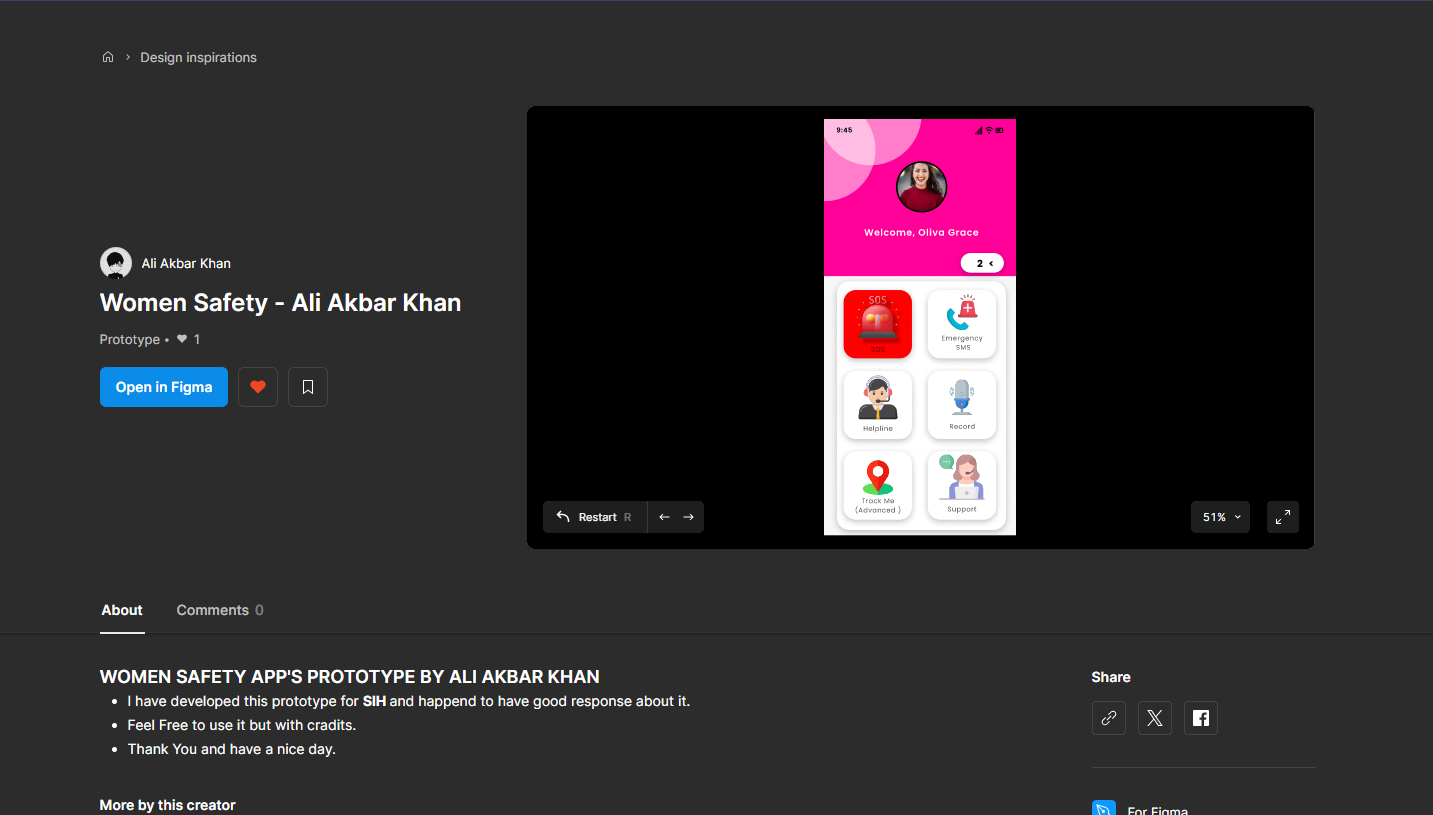 Design inspirations
Ali Akbar Khan
Women Safety - Ali Akbar Khan
Prototype • 1
Open in Figma
9:45
Welcome, Oliva Grace
2 <
SOS
SOS
Emergency
SMS
Helpline
Record
Track Me
(Advanced )
Support
Restart R
51%
About
Comments 0
WOMEN SAFETY APP'S PROTOTYPE BY ALI AKBAR KHAN
• I have developed this prototype for SIH and happend to have good response about it.
• Feel Free to use it but with cradits.
• Thank You and have a nice day.
More by this creator
Share
For Figma